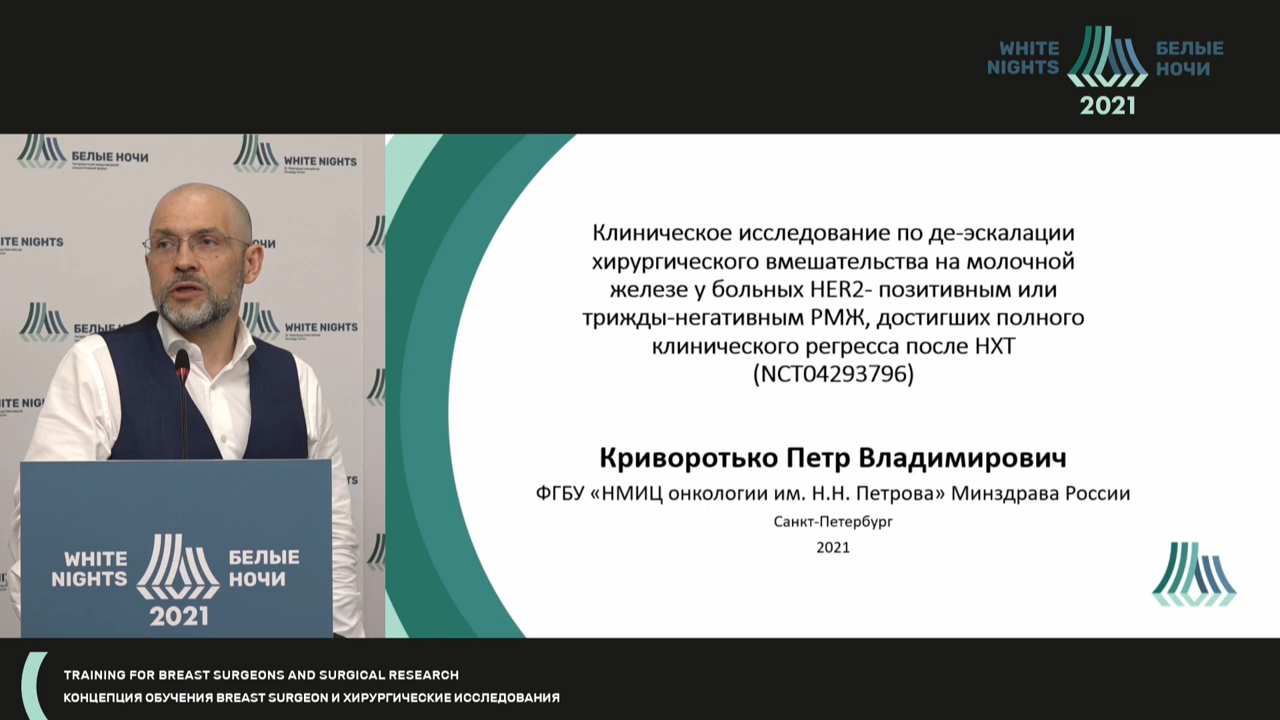 WHITE
NIGHTS
БЕЛЫЕ
НОЧИ
2021
БЕЛЫЕ НОЧИ
WHITE NIGHTS
ITE NIGHTS
ОЧИ
БЕЛЫЕ
WHITE NIGHTS
TS
WHITE
NIGHTS
БЕЛЫЕ
НОЧИ
2021
Клиническое исследование по де-эскалации
хирургического вмешательства на молочной
железе у больных HER2- позитивным или
трижды-негативным РМЖ, достигших полного
клинического регресса после НХТ
(NCT04293796)
Криворотько Петр Владимирович
ФГБУ «НМИЦ онкологии им. Н.Н. Петрова» Минздрава России
Санкт-Петербург
2021
TRAINING FOR BREAST SURGEONS AND SURGICAL RESEARCH
КОНЦЕПЦИЯ ОБУЧЕНИЯ BREAST SURGEON И ХИРУРГИЧЕСКИЕ ИССЛЕДОВАНИЯ